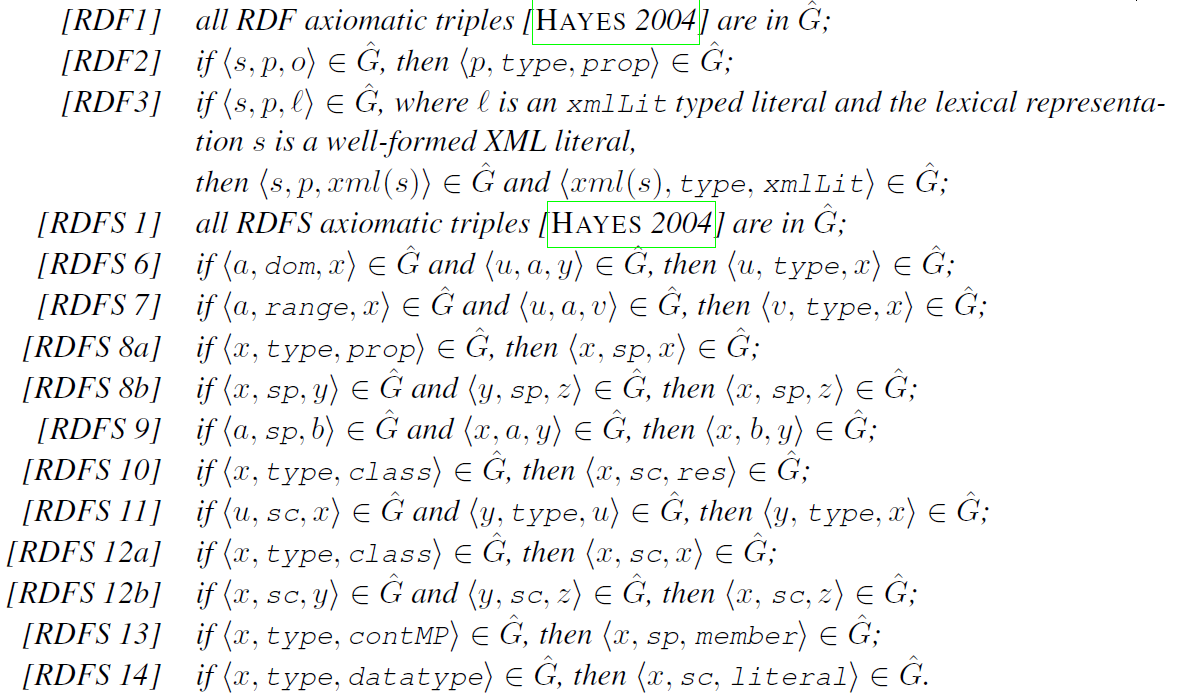 [RDF1] all RDF axiomatic triples [HAYES 2004] are in Ĝ;
[RDF2] if ⟨s, p, o⟩ ∈ Ĝ, then ⟨p, type, prop⟩ ∈ Ĝ;
[RDF3] if ⟨s, p, ℓ⟩ ∈ Ĝ, where ℓ is an xmlLit typed literal and the lexical representa-
tion s is a well-formed XML literal,
then ⟨s, p, xml(s)⟩ ∈ Ĝ and ⟨xml(s), type, xmlLit⟩ ∈ Ĝ;
[RDFS 1] all RDFS axiomatic triples [HAYES 2004] are in Ĝ;
[RDFS 6] if ⟨a, dom, x⟩ ∈ Ĝ and ⟨u, a, y⟩ ∈ Ĝ, then ⟨u, type, x⟩ ∈ Ĝ;
[RDFS 7] if ⟨a, range, x⟩ ∈ Ĝ and ⟨u, a, v⟩ ∈ Ĝ, then ⟨v, type, x⟩ ∈ Ĝ;
[RDFS 8a] if ⟨x, type, prop⟩ ∈ Ĝ, then ⟨x, sp, x⟩ ∈ Ĝ;
[RDFS 8b] if ⟨x, sp, y⟩ ∈ Ĝ and ⟨y, sp, z⟩ ∈ Ĝ, then ⟨x, sp, z⟩ ∈ Ĝ;
[RDFS 9] if ⟨a, sp, b⟩ ∈ Ĝ and ⟨x, a, y⟩ ∈ Ĝ, then ⟨x, b, y⟩ ∈ Ĝ;
[RDFS 10] if ⟨x, type, class⟩ ∈ Ĝ, then ⟨x, sc, res⟩ ∈ Ĝ;
[RDFS 11] if ⟨u, sc, x⟩ ∈ Ĝ and ⟨y, type, u⟩ ∈ Ĝ, then ⟨y, type, x⟩ ∈ Ĝ;
[RDFS 12a] if ⟨x, type, class⟩ ∈ Ĝ, then ⟨x, sc, x⟩ ∈ Ĝ;
[RDFS 12b] if ⟨x, sc, y⟩ ∈ Ĝ and ⟨y, sc, z⟩ ∈ Ĝ, then ⟨x, sc, z⟩ ∈ Ĝ;
[RDFS 13] if ⟨x, type, contMP⟩ ∈ Ĝ, then ⟨x, sp, member⟩ ∈ Ĝ;
[RDFS 14] if ⟨x, type, datatype⟩ ∈ Ĝ, then ⟨x, sc, literal⟩ ∈ Ĝ.